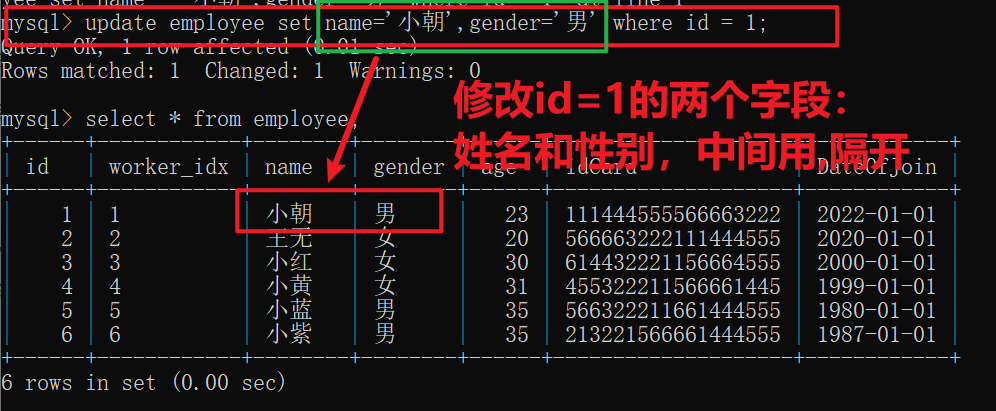 mysql> update employee set name='小朝',gender='男' where id = 1;
Query OK, 1 row affected (0.01 sec)
Rows matched: 1 Changed: 1 Warnings: 0
修改id=1的两个字段：
mysql> select * from employee;
姓名和性别，中间用 隔开
id worker_idx name gender age idCard DateOfJoin
1 1 小朝 男 23 111444555566663222 2022-01-01
2 2 王无 女 20 566663222111444555 2020-01-01
3 3 小红 女 30 614432221156664555 2000-01-01
4 4 小黄 女 31 455322211566661445 1999-01-01
5 5 小蓝 男 35 566322211661444555 1980-01-01
6 6 小紫 男 35 213221566661444555 1987-01-01
6 rows in set (0.00 sec)